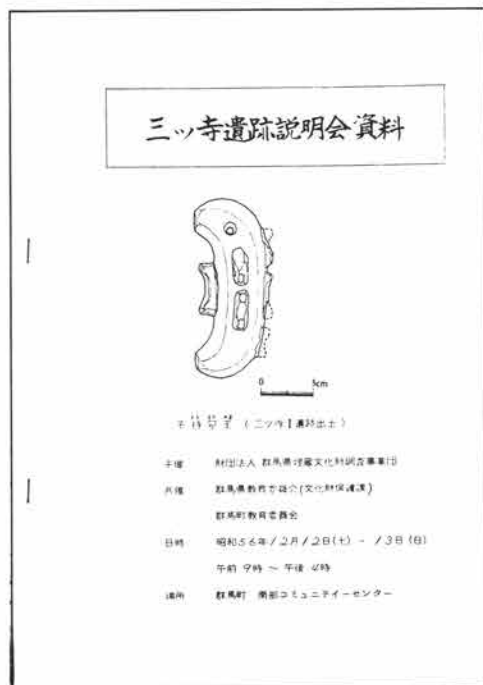 三ッ寺遺跡説明会資料
0 5cm
子持勾玉 (三ツ寺Ⅰ遺跡出土)
主催 財団法人 群馬県埋蔵文化財調査事業団
共催 群馬県教育委員会(文化財保護課)
群馬町教育委員会
日時 昭和56年12月12日(土) - 13日(日)
午前9時 ~ 午後4時
場所 群馬町 南部コミュニティーセンター